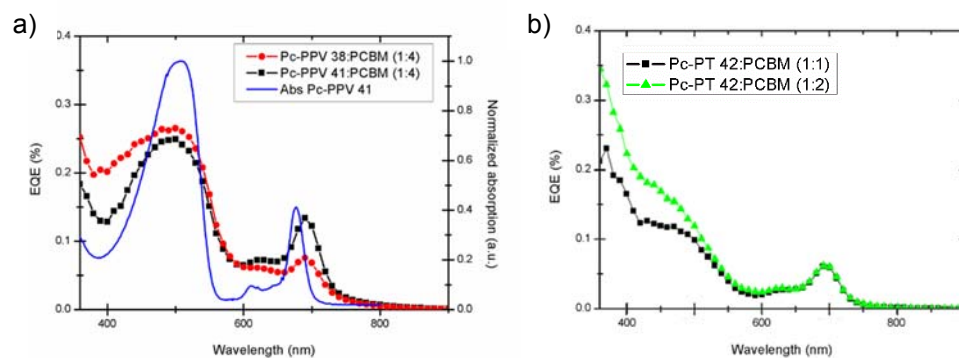 a)
0.4
0.3
0.2
0.1
0.0
EQE (%)
Pc-PPV 38:PCBM (1:4)
Pc-PPV 41:PCBM (1:4)
Abs Pc-PPV 41
1.0
0.8
0.6
0.4
0.2
0.0
Normalized absorption (a.u.)
400
600
800
Wavelength (nm)
b)
0.4
0.3
0.2
0.1
0.0
EQE (%)
Pc-PT 42:PCBM (1:1)
Pc-PT 42:PCBM (1:2)
400
600
800
Wavelength (nm)